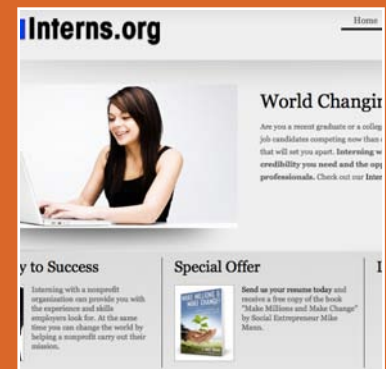 Interns.org
Home
World Changin
Are you a recent graduate or a colleg
job candidates competing now than
that will set you apart. Interning w
credibility you need and the opp
professionals. Check out our Inter
y to Success
Interning with a nonprofit
organization can provide you with
the experience and skills
employers look for. At the same
time you can change the world by
helping a nonprofit carry out their
mission.
Special Offer
MAKE MILLIONS &
MAKE CHANGE!
Send us your resume today and
receive a free copy of the book
"Make Millions and Make Change"
by Social Entrepreneur Mike
Mann.